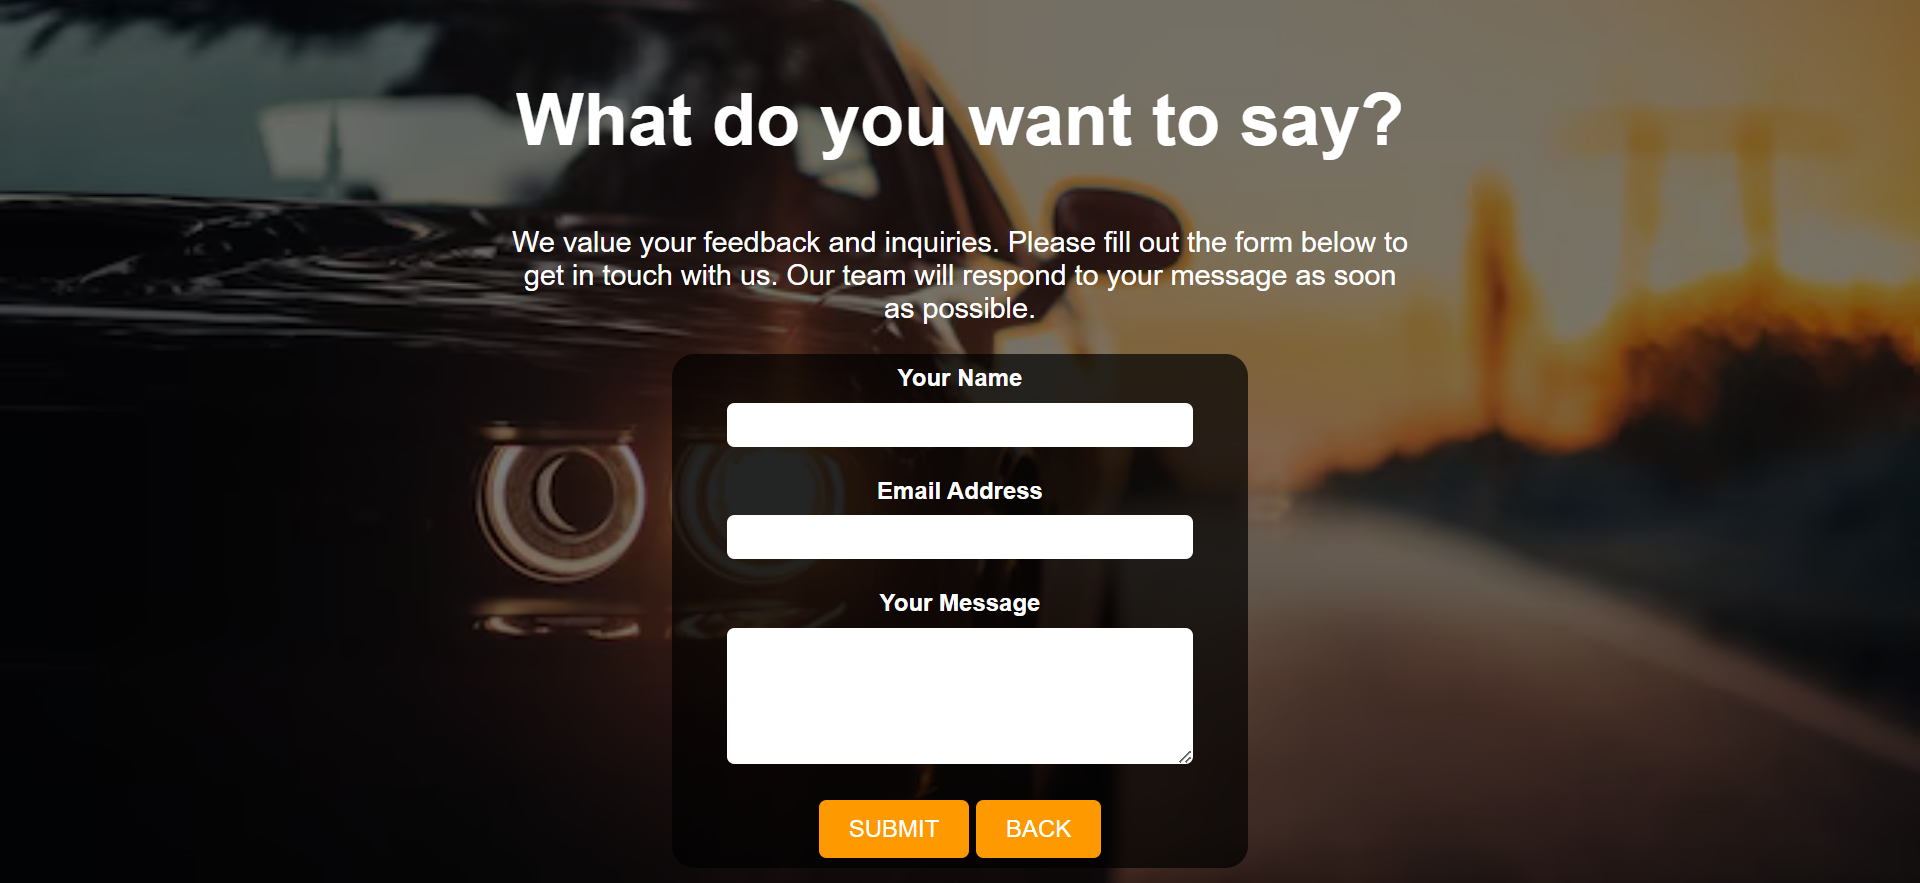 What do you want to say?
We value your feedback and inquiries. Please fill out the form below to
get in touch with us. Our team will respond to your message as soon
as possible.
Your Name
Email Address
Your Message
SUBMIT BACK